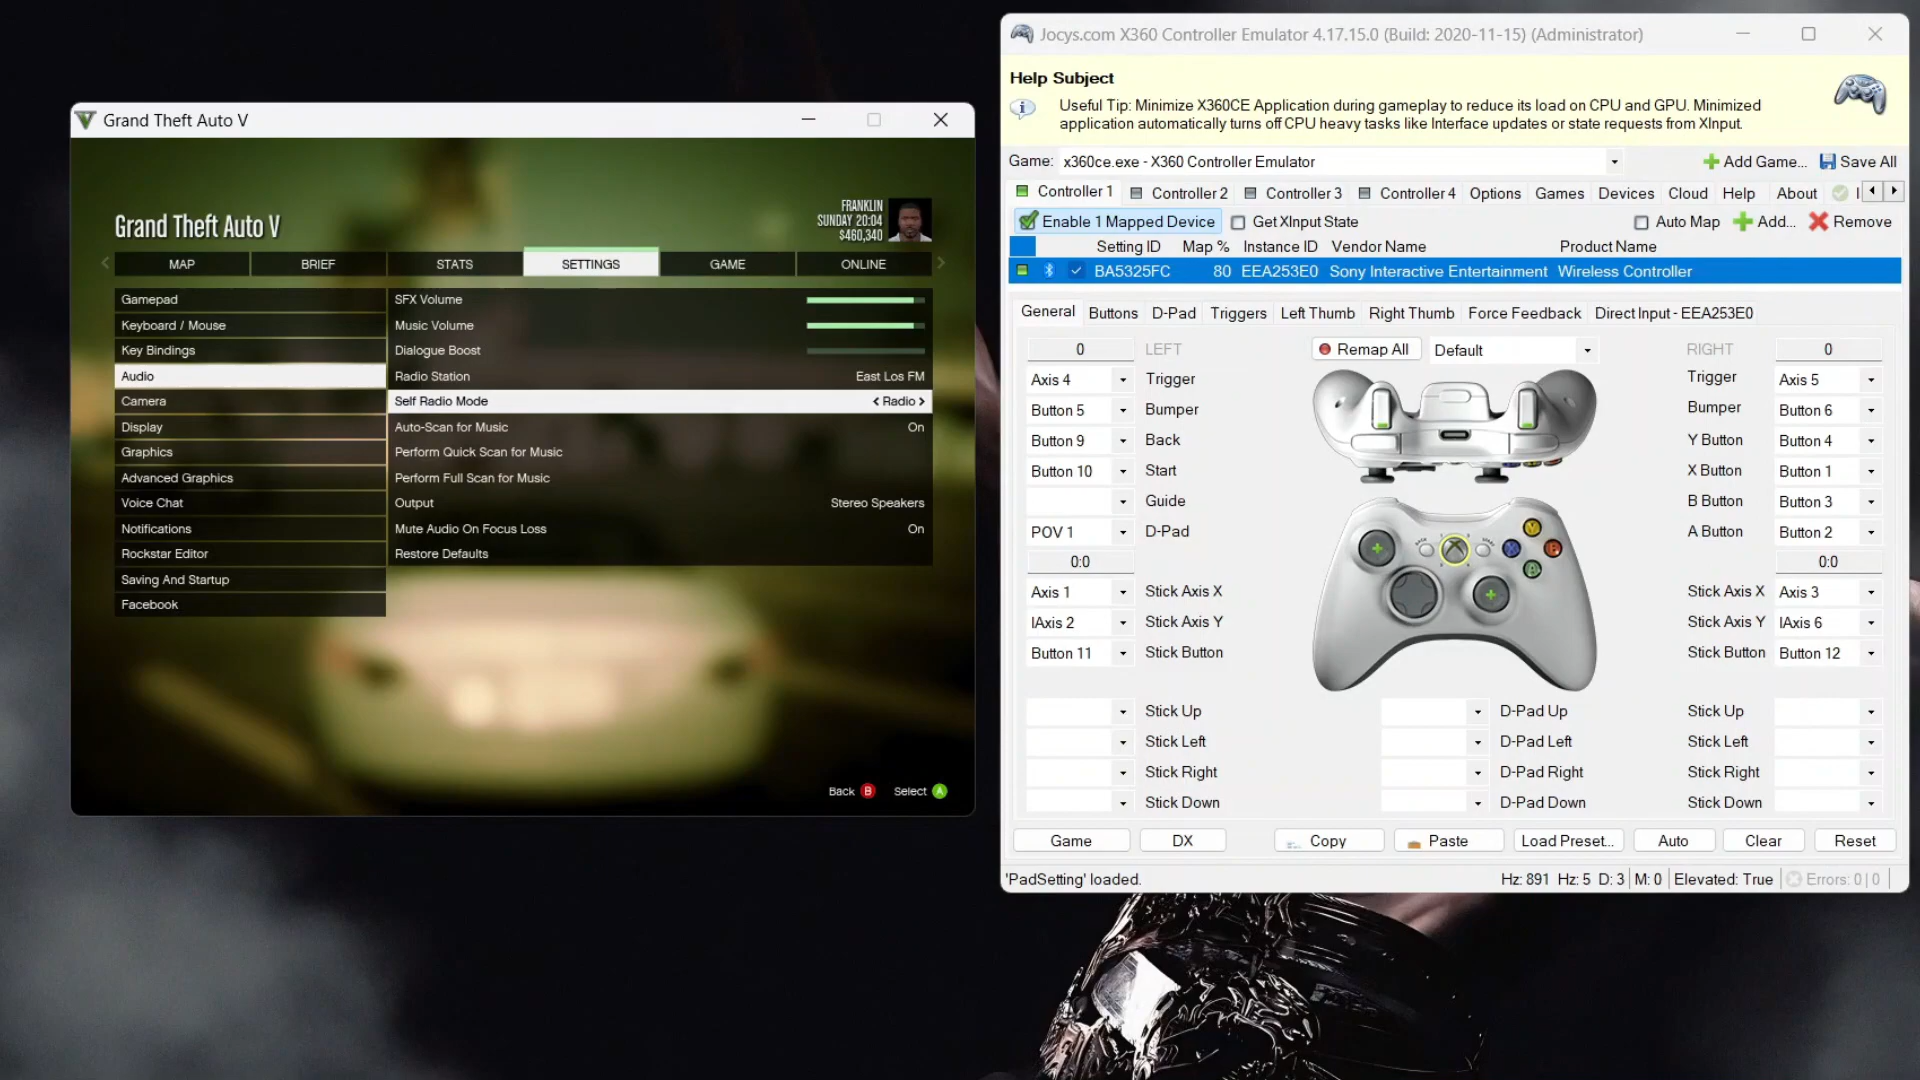 Grand Theft Auto V
FRANKLIN
SUNDAY 20:04
$460,340
Grand Theft Auto V
MAP BRIEF STATS SETTINGS GAME ONLINE
Gamepad
Keyboard / Mouse
Key Bindings
Audio
Camera
Display
Graphics
Advanced Graphics
Voice Chat
Notifications
Rockstar Editor
Saving And Startup
Facebook
SFX Volume
Music Volume
Dialogue Boost
Radio Station East Los FM
Self Radio Mode < Radio >
Auto-Scan for Music On
Perform Quick Scan for Music
Perform Full Scan for Music
Output Stereo Speakers
Mute Audio On Focus Loss On
Restore Defaults
Back B Select A
Jocys.com X360 Controller Emulator 4.17.15.0 (Build: 2020-11-15) (Administrator)
Help Subject
Useful Tip: Minimize X360CE Application during gameplay to reduce its load on CPU and GPU. Minimized
application automatically turns off CPU heavy tasks like Interface updates or state requests from XInput.
Game: x360ce.exe - X360 Controller Emulator Add Game... Save All
Controller 1 Controller 2 Controller 3 Controller 4 Options Games Devices Cloud Help About
Enable 1 Mapped Device Get XInput State Auto Map Add... Remove
Setting ID Map % Instance ID Vendor Name Product Name
BA5325FC 80 EEA253E0 Sony Interactive Entertainment Wireless Controller
General Buttons D-Pad Triggers Left Thumb Right Thumb Force Feedback Direct Input - EEA253E0
0 LEFT Remap All Default RIGHT 0
Axis 4 Trigger Trigger Axis 5
Button 5 Bumper Bumper Button 6
Button 9 Back Y Button Button 4
Button 10 Start X Button Button 1
Guide B Button Button 3
POV 1 D-Pad A Button Button 2
0:0 0:0
Axis 1 Stick Axis X Stick Axis X Axis 3
IAxis 2 Stick Axis Y Stick Axis Y IAxis 6
Button 11 Stick Button Stick Button Button 12
Stick Up D-Pad Up Stick Up
Stick Left D-Pad Left Stick Left
Stick Right D-Pad Right Stick Right
Stick Down D-Pad Down Stick Down
Game DX Copy Paste Load Preset... Auto Clear Reset
'PadSetting' loaded. Hz: 891 Hz: 5 D: 3 M: 0 Elevated: True Errors: 0 | 0